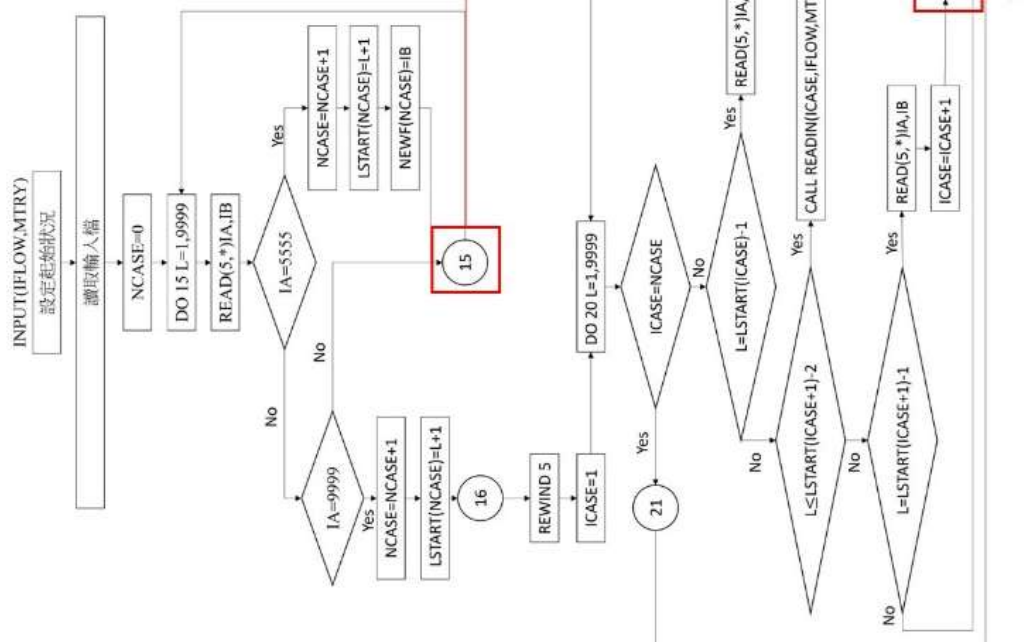 INPUT(IFLOW,MTRY)
設定起始狀況
讀取輸入檔
NCASE=0
DO 15 L=1,9999
READ(5,*)IA,IB
IA=5555
Yes
NCASE=NCASE+1
LSTART(NCASE)=L+1
NEWF(NCASE)=IB
No
IA=9999
No
15
Yes
NCASE=NCASE+1
LSTART(NCASE)=L+1
16
REWIND 5
ICASE=1
DO 20 L=1,9999
ICASE=NCASE
Yes
21
No
L=LSTART(ICASE)-1
Yes
READ(5,*)IA,
No
L≤LSTART(ICASE+1)-2
Yes
CALL READIN(ICASE,IFLOW,MT
No
L=LSTART(ICASE+1)-1
Yes
READ(5,*)IA,IB
ICASE=ICASE+1
No